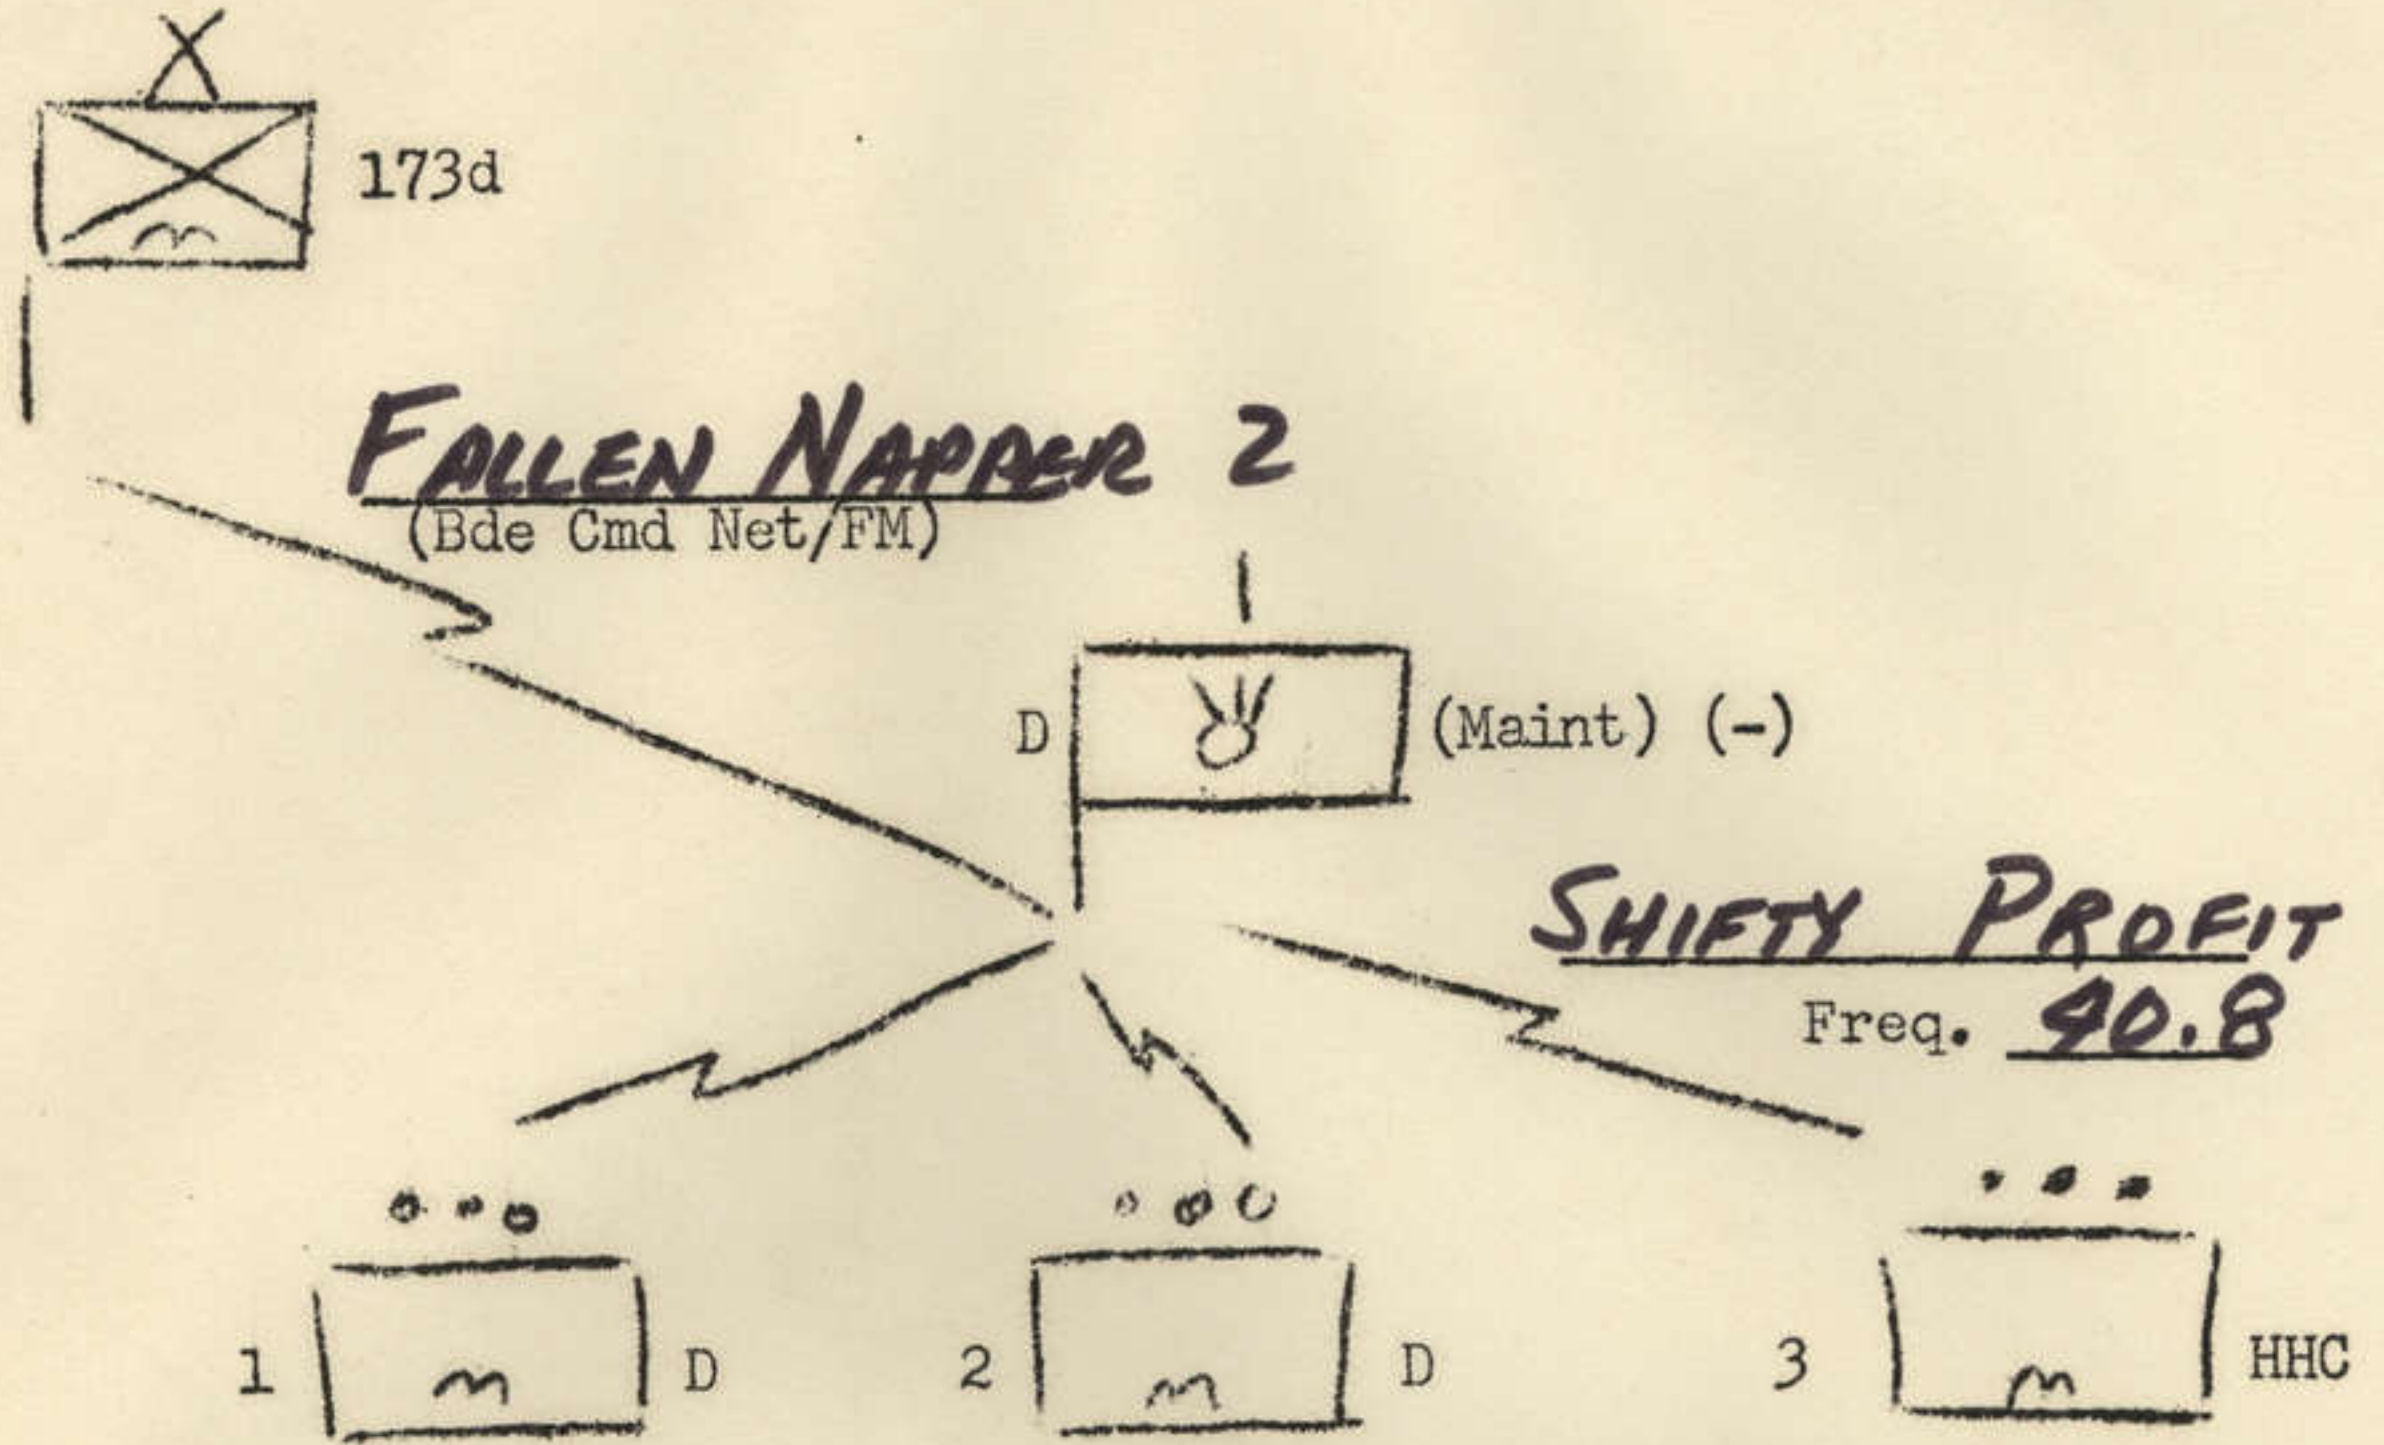 173d
FALLEN NAPPER 2
(Bde Cmd Net/FM)
D (Maint) (-)
SHIFTY PROFIT
Freq. 40.8
1 D 2 D 3 HHC